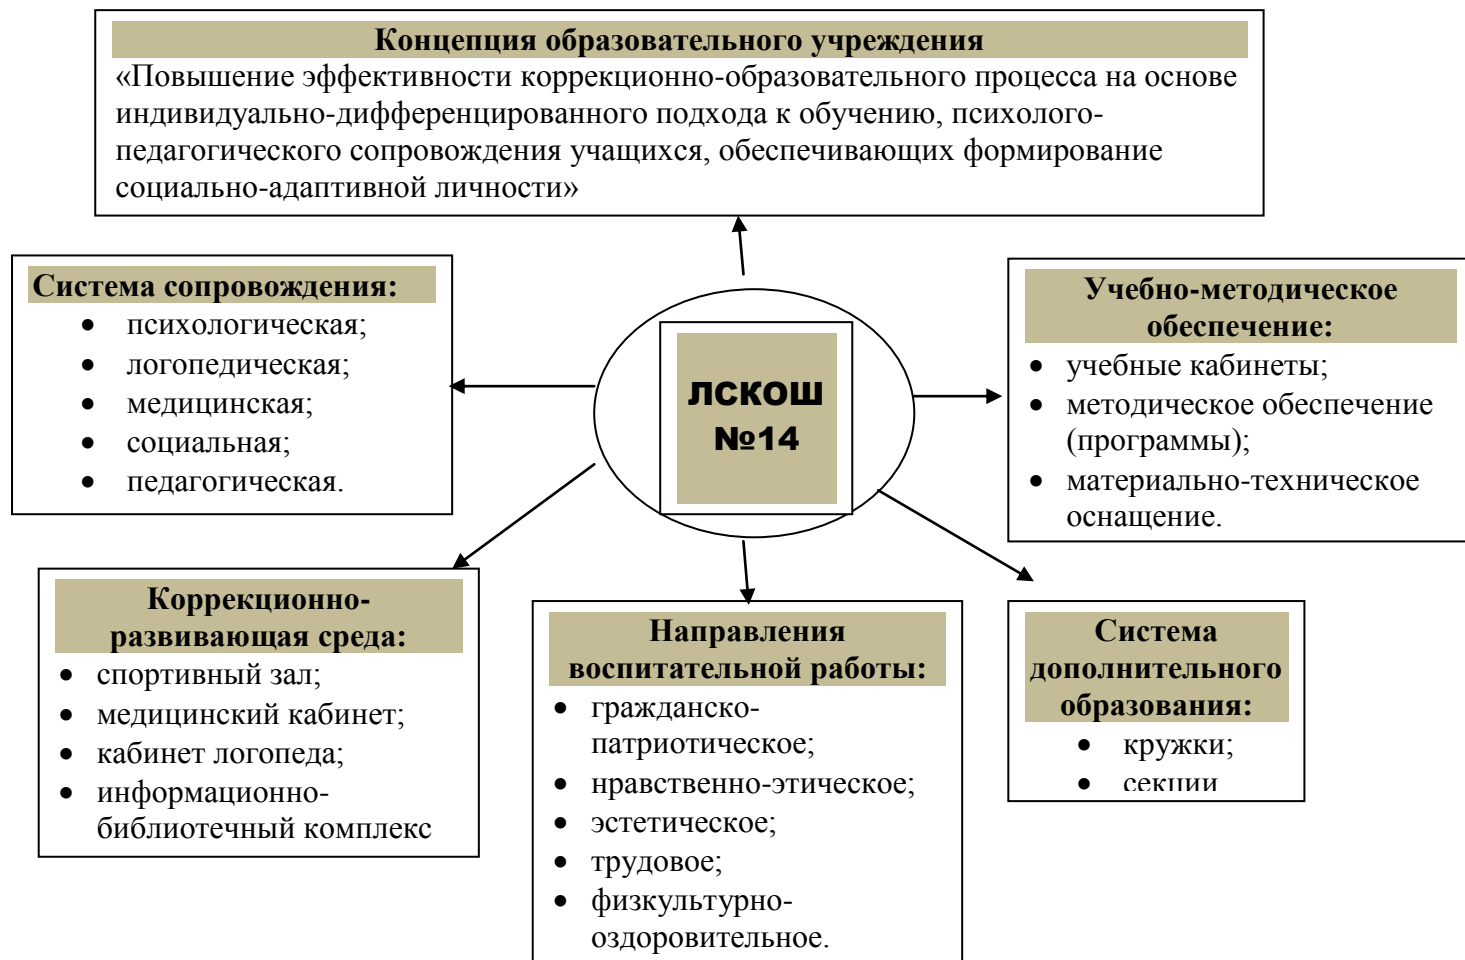 Концепция образовательного учреждения
«Повышение эффективности коррекционно-образовательного процесса на основе
индивидуально-дифференцированного подхода к обучению, психолого-
педагогического сопровождения учащихся, обеспечивающих формирование
социально-адаптивной личности»
Система сопровождения:
• психологическая;
• логопедическая;
• медицинская;
• социальная;
• педагогическая.
ЛСКОШ
№14
Учебно-методическое
обеспечение:
• учебные кабинеты;
• методическое обеспечение
(программы);
• материально-техническое
оснащение.
Коррекционно-
развивающая среда:
• спортивный зал;
• медицинский кабинет;
• кабинет логопеда;
• информационно-
библиотечный комплекс
Направления
воспитательной работы:
• гражданско-
патриотическое;
• нравственно-этическое;
• эстетическое;
• трудовое;
• физкультурно-
оздоровительное.
Система
дополнительного
образования:
• кружки;
• секции